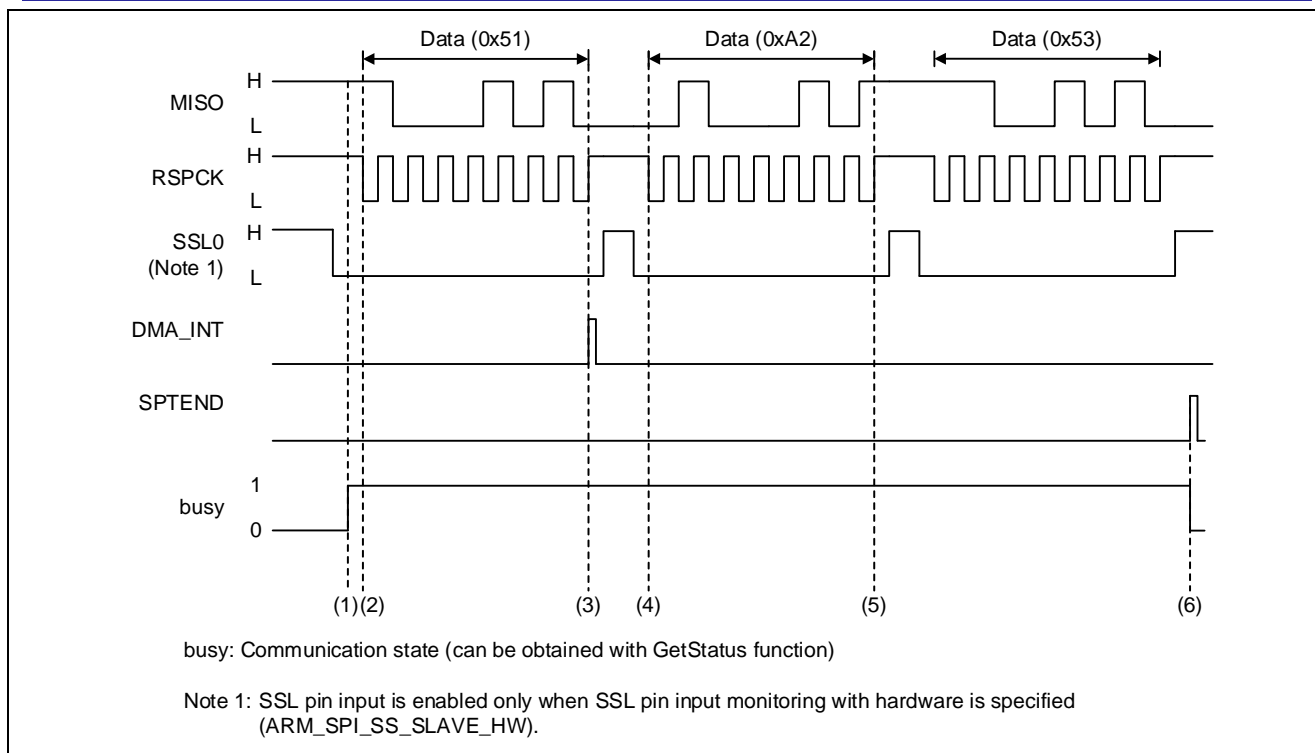 Data (0x51) Data (0xA2) Data (0x53)
H
MISO
L
H
RSPCK
L
H
SSL0
(Note 1)
L
DMA_INT
SPTEND
1
busy
0
(1) (2) (3) (4) (5) (6)
busy: Communication state (can be obtained with GetStatus function)
Note 1: SSL pin input is enabled only when SSL pin input monitoring with hardware is specified
(ARM_SPI_SS_SLAVE_HW).